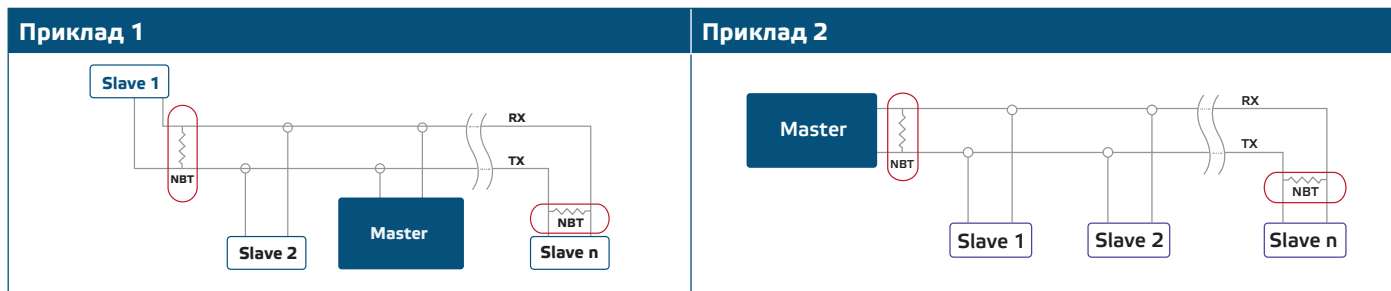 Приклад 1
Slave 1
RX
TX
NBT
NBT
Master
Slave 2
Slave n
Приклад 2
RX
Master
TX
NBT
NBT
Slave 1
Slave 2
Slave n